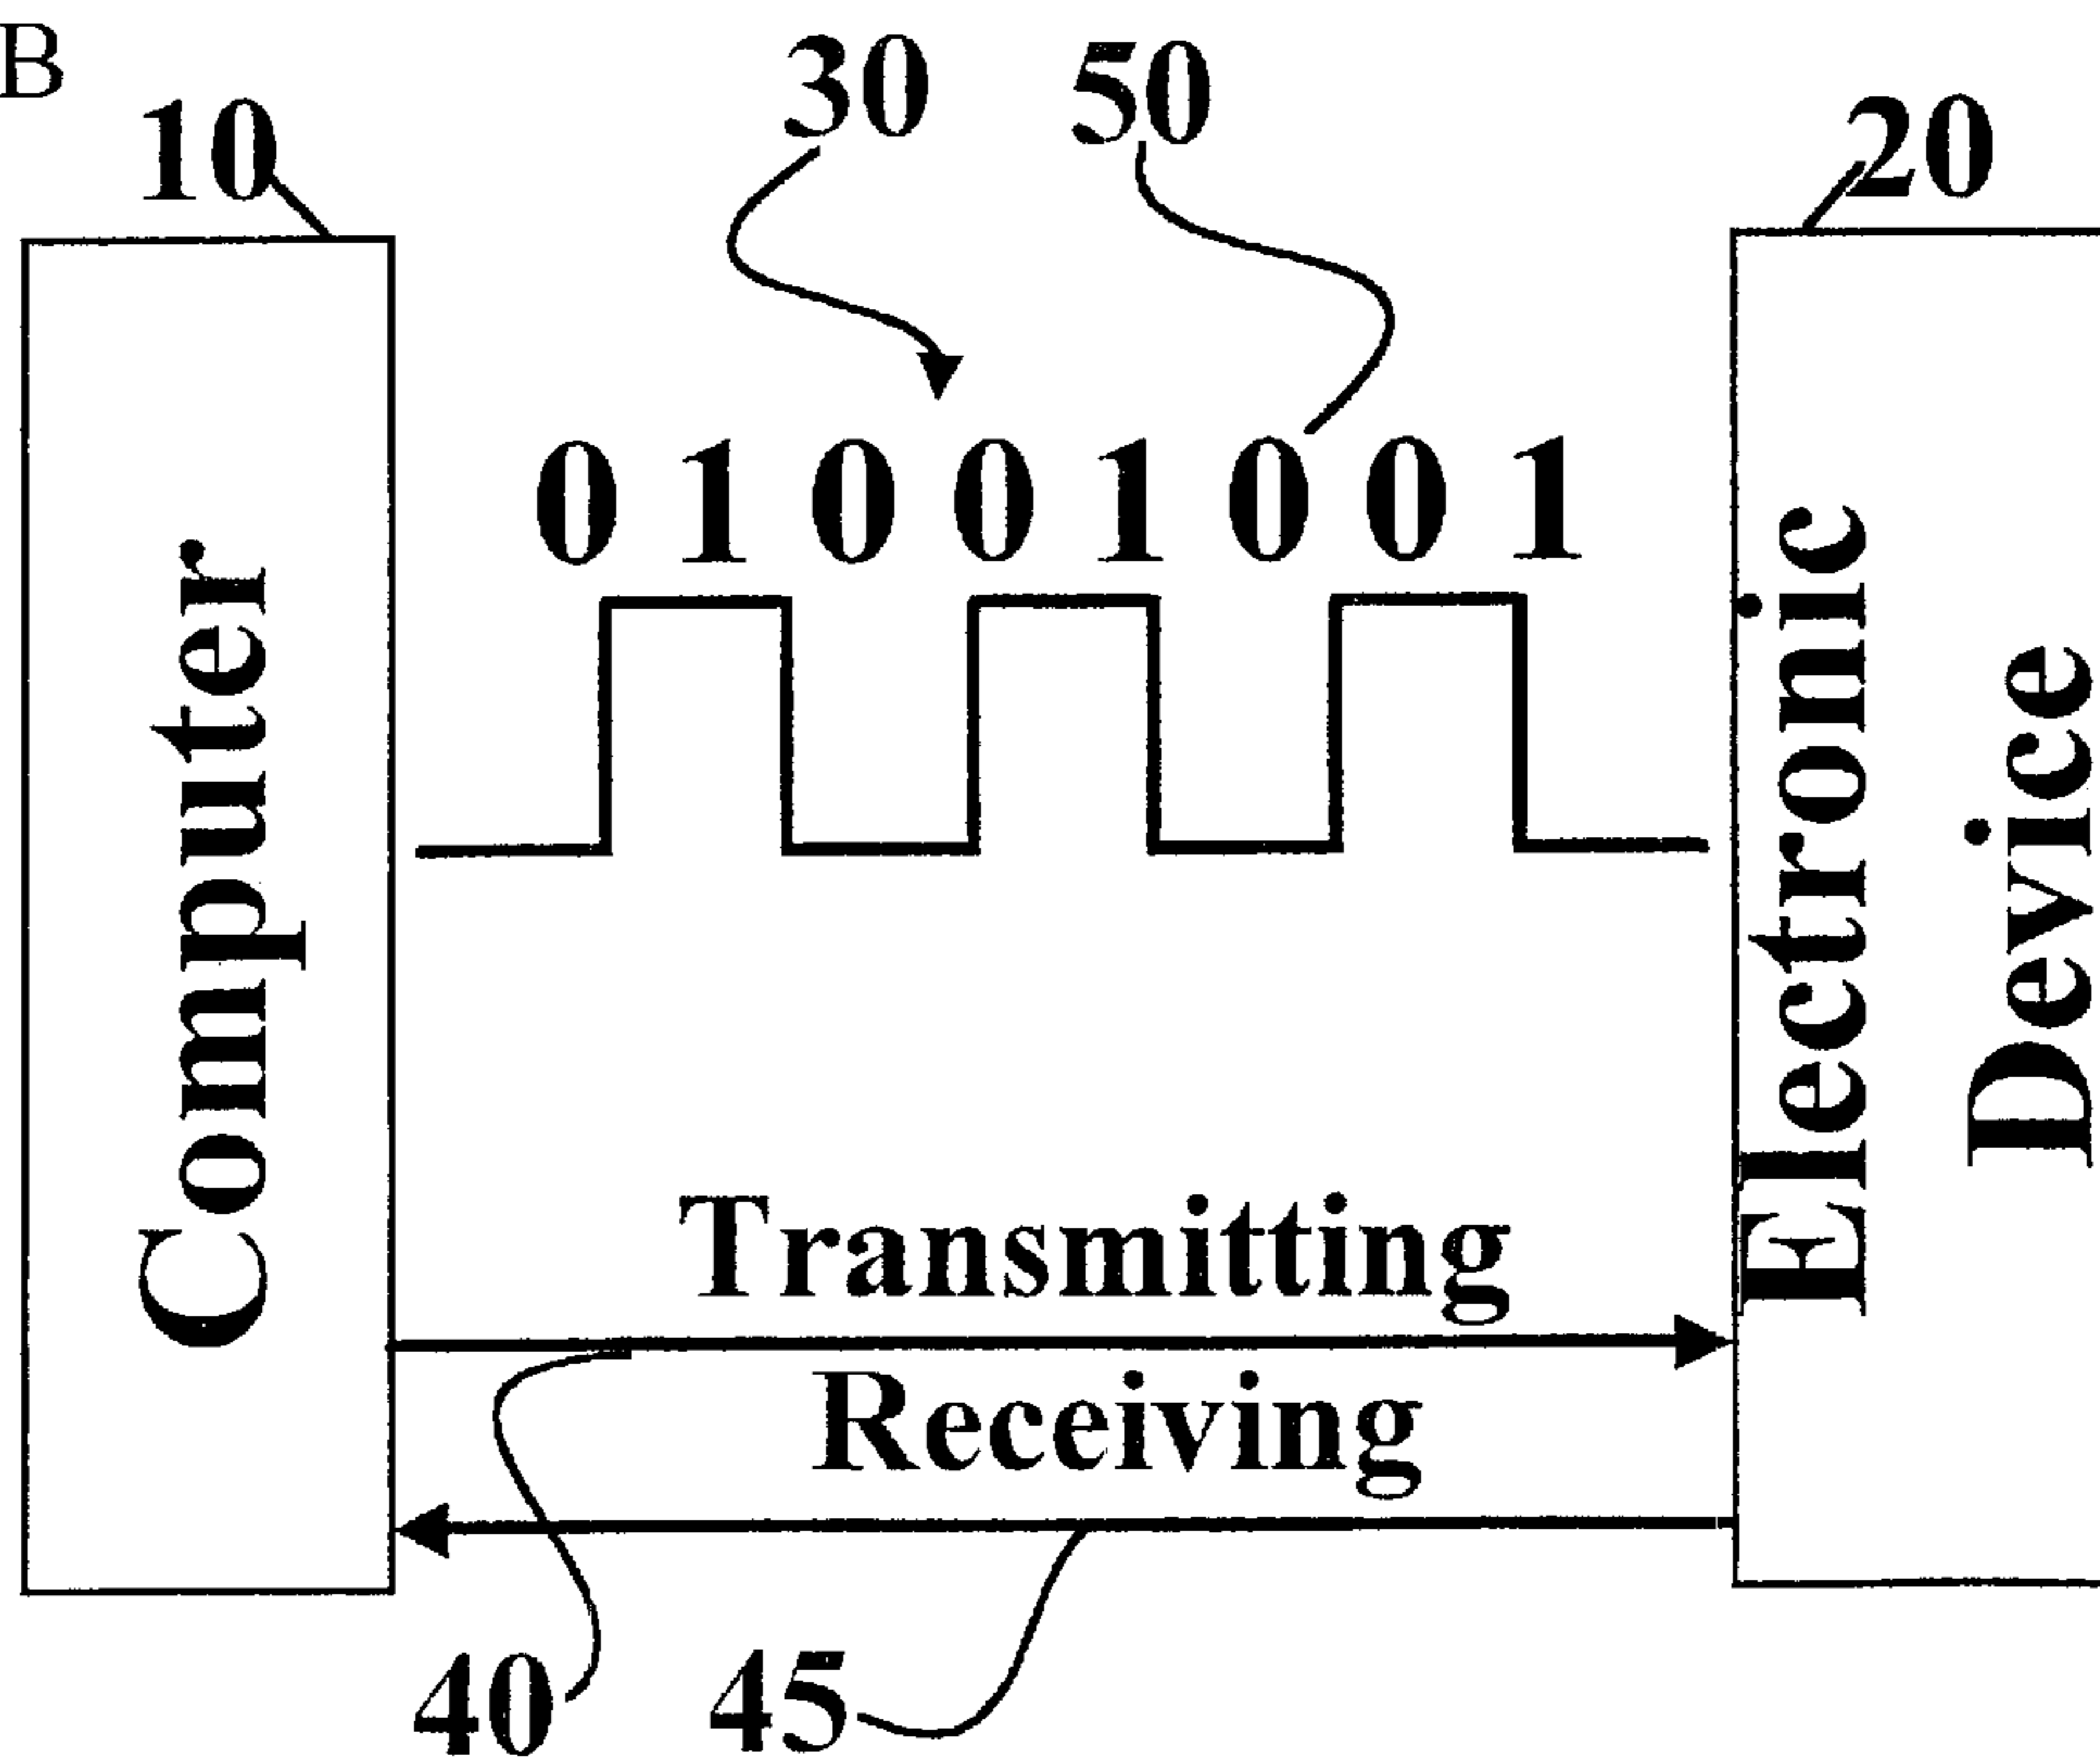 B
10
30
50
20
0 1 0 0 1 0 0 1
Computer
Electronic
Device
Transmitting
Receiving
40
45